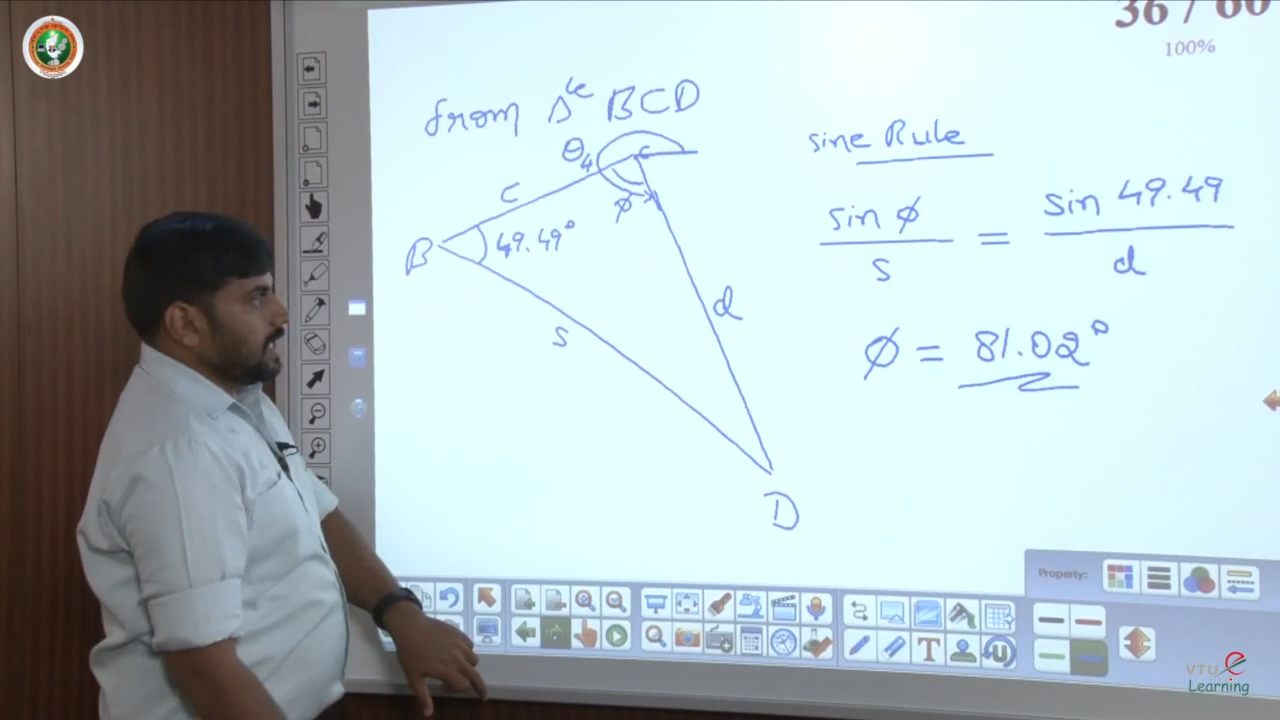 36 / 60
100%
from Δle BCD
sine Rule
θ4
c
C
φ
B
49.49°
sin φ / s = sin 49.49 / d
φ = 81.02°
s
d
D
Property:
VTU e
Learning